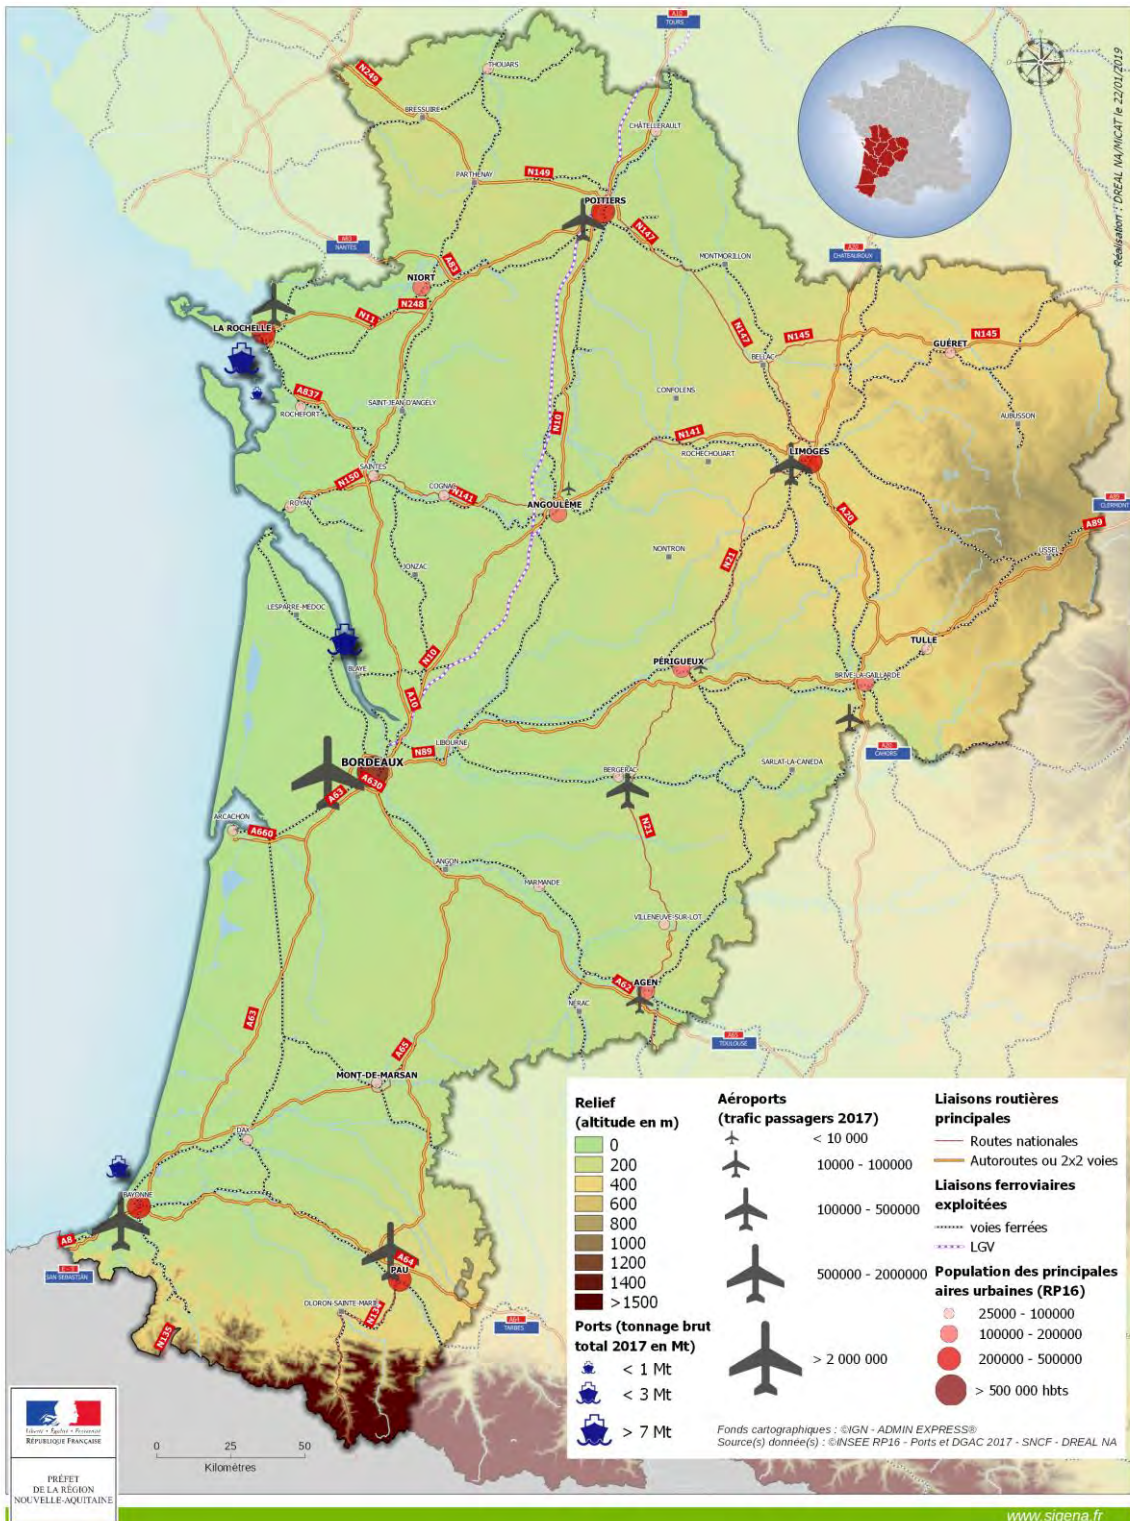 A10
TOURS
N249
THOUARS
BRESSUIRE
CHÂTELLERAULT
PARTHENAY
N149
POITIERS
A83
NANTES
N147
A83
MONTMORILLON
A20
CHATEAUROUX
NIORT
N248
N11
LA ROCHELLE
N147
N145
N145
GUÉRET
BELLAC
A837
ROCHEFORT
SAINT-JEAN-D'ANGELY
CONFOLENS
AUBUSSON
N10
N141
ROCHECHOUART
LIMOGES
SAINTES
N150
COGNAC
N141
ROYAN
ANGOULÊME
A20
A89
CLERMONT
A89
USSEL
NONTRON
N21
JONZAC
LESPARRE-MEDOC
TULLE
N10
PÉRIGUEUX
BLAYE
BRIVE-LA-GAILLARDE
A10
A20
CAHORS
LIBOURNE
N89
BORDEAUX
A630
A63
BERGERAC
SARLAT-LA-CANEDA
ARCACHON
A660
N21
LANGON
MARMANDE
VILLENEUVE-SUR-LOT
A62
AGEN
NERAC
A63
TOULOUSE
A65
MONT-DE-MARSAN
DAX
BAYONNE
A8
SAN SEBASTIAN
A64
PAU
OLORON-SAINTE-MARIE
N134
A64
TARBES
N135
Réalisation : DREAL NA/MiCAT le 22/01/2019
Relief
(altitude en m)
0
200
400
600
800
1000
1200
1400
>1500
Ports (tonnage brut
total 2017 en Mt)
< 1 Mt
< 3 Mt
> 7 Mt
Aéroports
(trafic passagers 2017)
< 10 000
10000 - 100000
100000 - 500000
500000 - 2000000
> 2 000 000
Liaisons routières
principales
Routes nationales
Autoroutes ou 2x2 voies
Liaisons ferroviaires
exploitées
voies ferrées
LGV
Population des principales
aires urbaines (RP16)
25000 - 100000
100000 - 200000
200000 - 500000
> 500 000 hbts
Fonds cartographiques : ©IGN - ADMIN EXPRESS®
Source(s) donnée(s) : ©INSEE RP16 - Ports et DGAC 2017 - SNCF - DREAL NA
0 25 50
Kilomètres
Liberté • Égalité • Fraternité
RÉPUBLIQUE FRANÇAISE
PRÉFET
DE LA RÉGION
NOUVELLE-AQUITAINE
www.sigena.fr